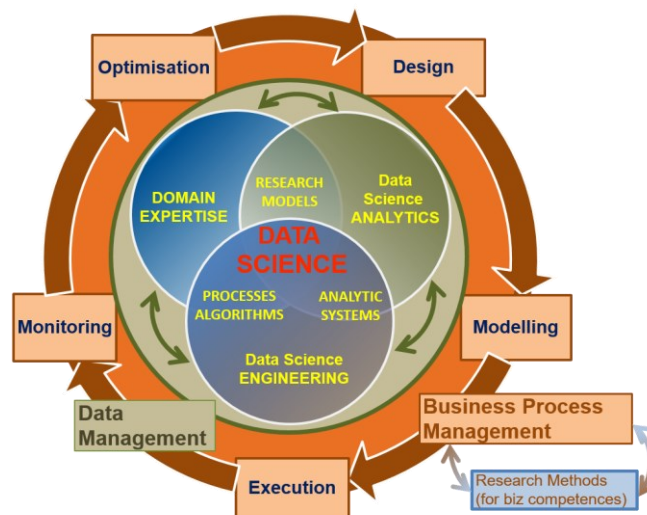 Optimisation
Design
DOMAIN
EXPERTISE
RESEARCH
MODELS
Data
Science
ANALYTICS
DATA
SCIENCE
PROCESSES
ALGORITHMS
ANALYTIC
SYSTEMS
Monitoring
Modelling
Data Science
ENGINEERING
Data
Management
Business Process
Management
Execution
Research Methods
(for biz competences)